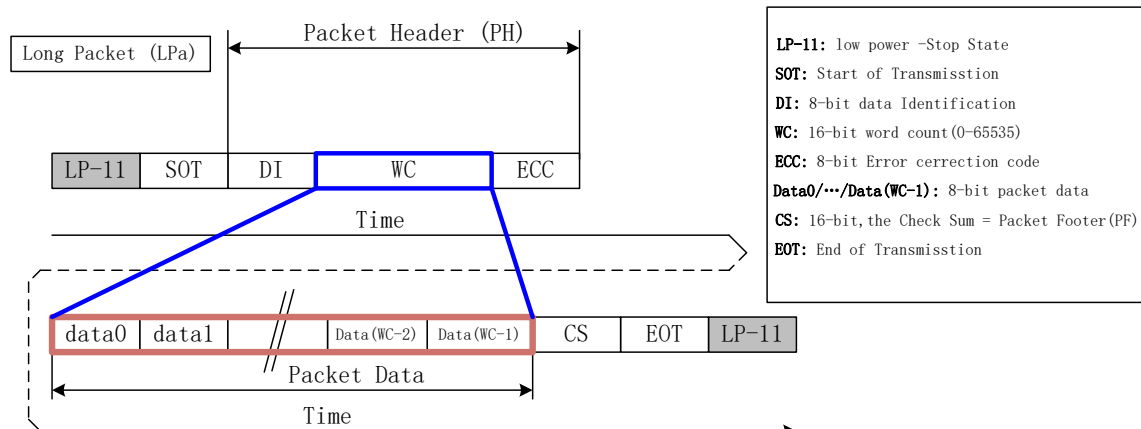 Packet Header (PH)
Long Packet (LPa)
LP-11 SOT DI WC ECC
Time
data0 data1 Data(WC-2) Data(WC-1) CS EOT LP-11
Packet Data
Time
LP-11: low power -Stop State
SOT: Start of Transmisstion
DI: 8-bit data Identification
WC: 16-bit word count(0-65535)
ECC: 8-bit Error cerrection code
Data0/…/Data(WC-1): 8-bit packet data
CS: 16-bit,the Check Sum = Packet Footer(PF)
EOT: End of Transmisstion